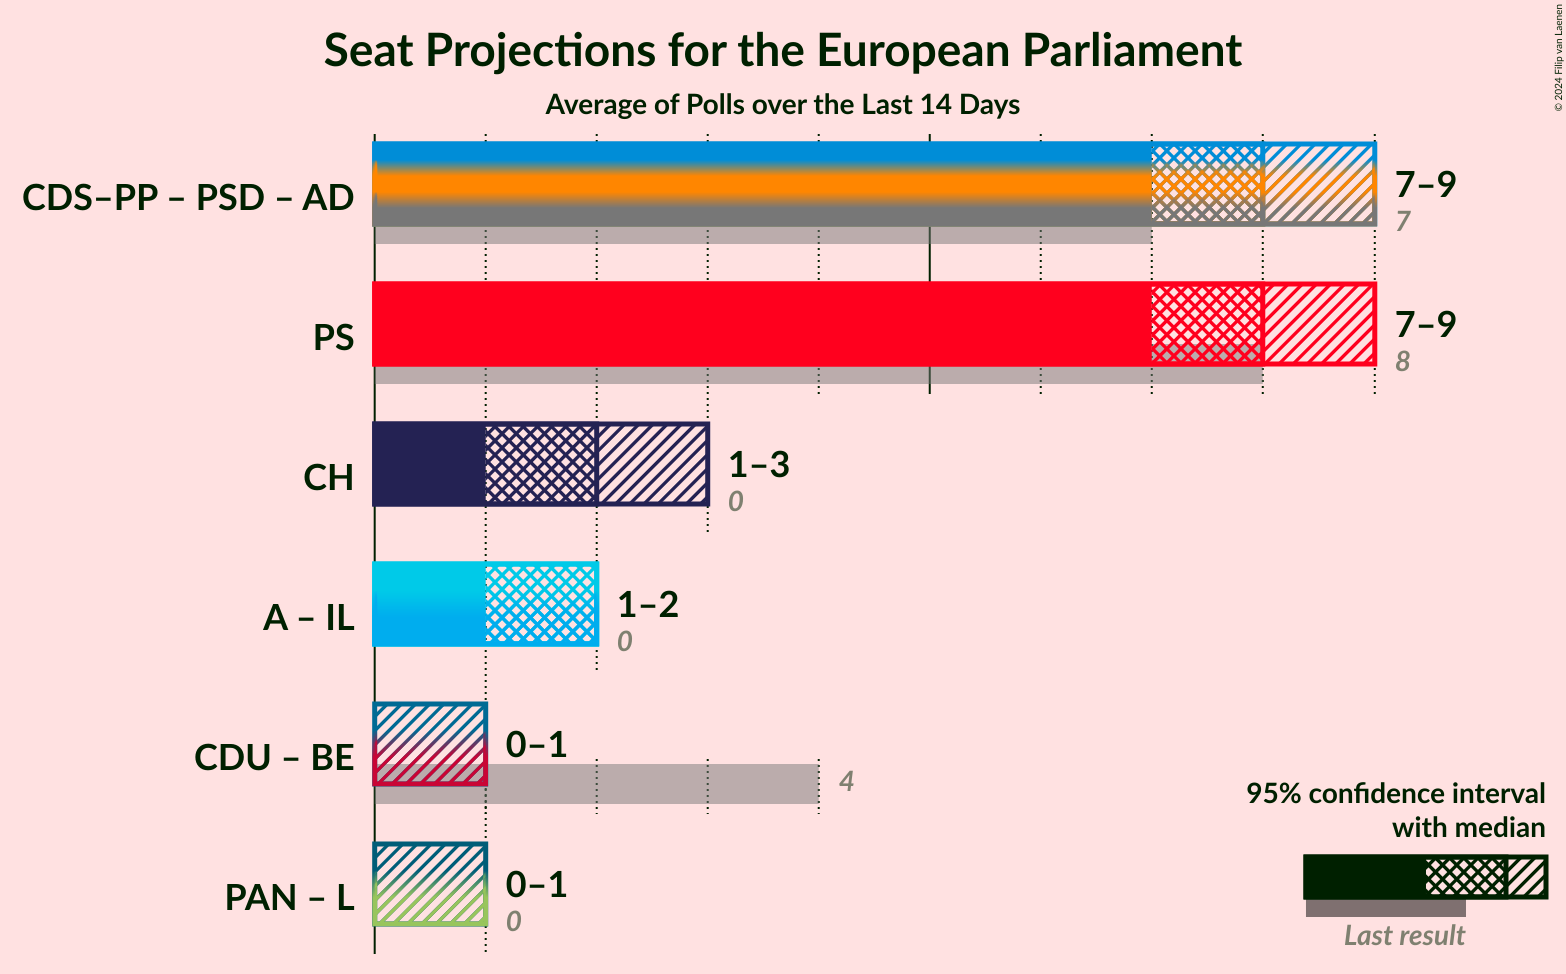 Seat Projections for the European Parliament
Average of Polls over the Last 14 Days
© 2024 Filip van Laenen
CDS–PP – PSD – AD
7–9
7
PS
7–9
8
CH
1–3
0
A – IL
1–2
0
CDU – BE
0–1
4
PAN – L
0–1
0
95% confidence interval
with median
Last result